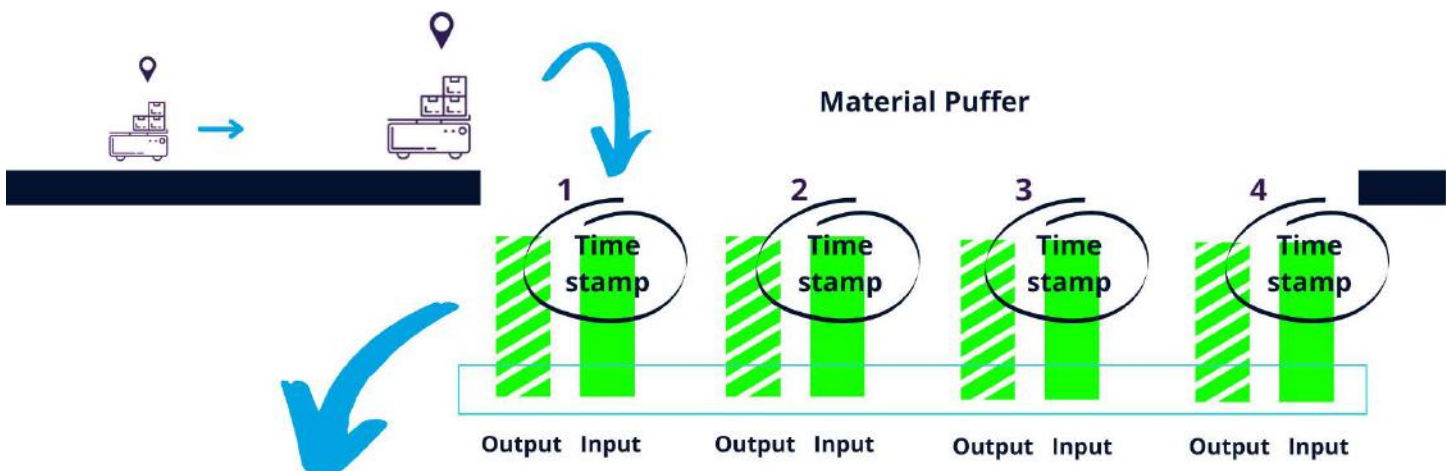 Material Puffer
1 2 3 4
Time Time Time Time
stamp stamp stamp stamp
Output Input Output Input Output Input Output Input